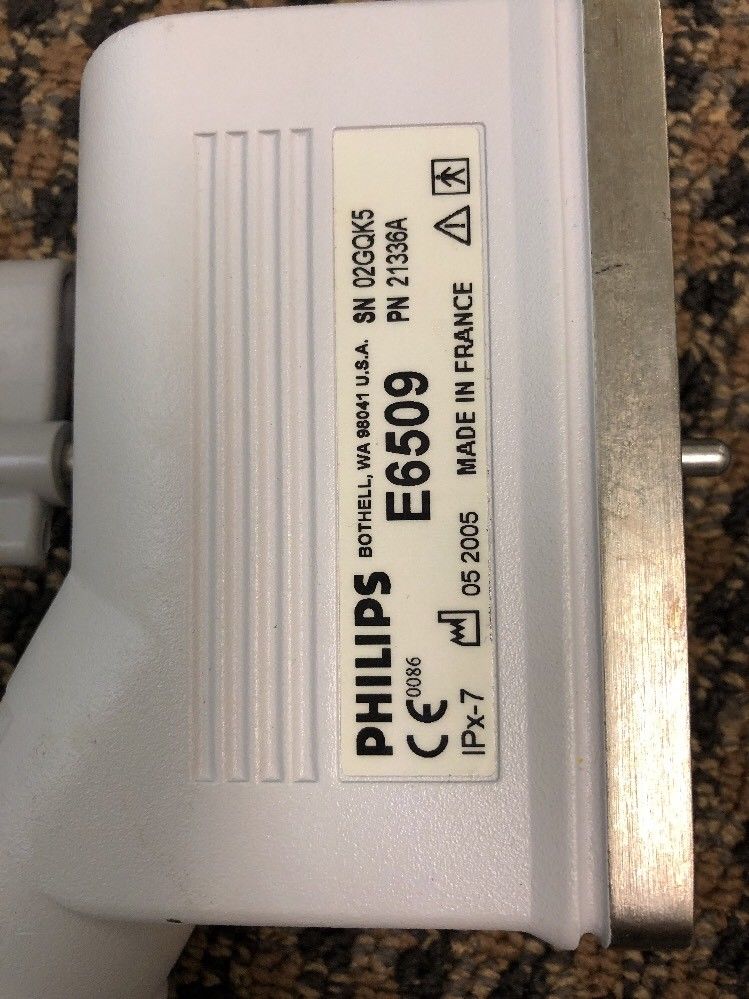 PHILIPS BOTHELL, WA 98041 U.S.A. SN 02GQK5
CE 0086 E6509 PN 21336A
IPx-7 05 2005 MADE IN FRANCE